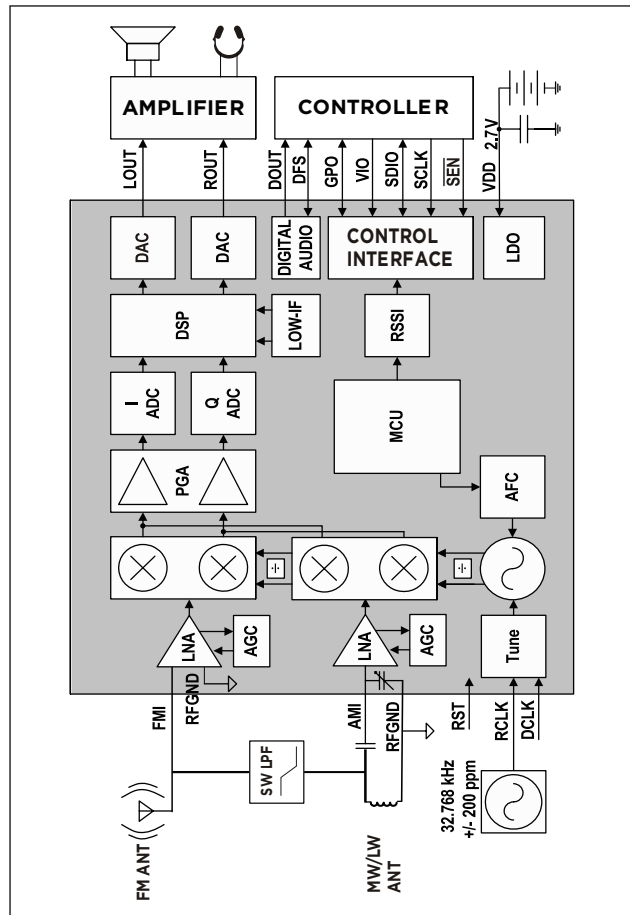 AMPLIFIER
CONTROLLER
2.7V
LOUT
ROUT
DOUT
DFS
GPO
VIO
SDIO
SCLK
SEN
VDD
DAC
DAC
DIGITAL
AUDIO
CONTROL
INTERFACE
LDO
DSP
LOW-IF
RSSI
I
ADC
Q
ADC
MCU
PGA
AFC
LNA
AGC
LNA
AGC
Tune
FMI
RFGND
AMI
RFGND
RST
RCLK
DCLK
SW LPF
32.768 kHz
+/- 200 ppm
FM ANT
MW/LW
ANT